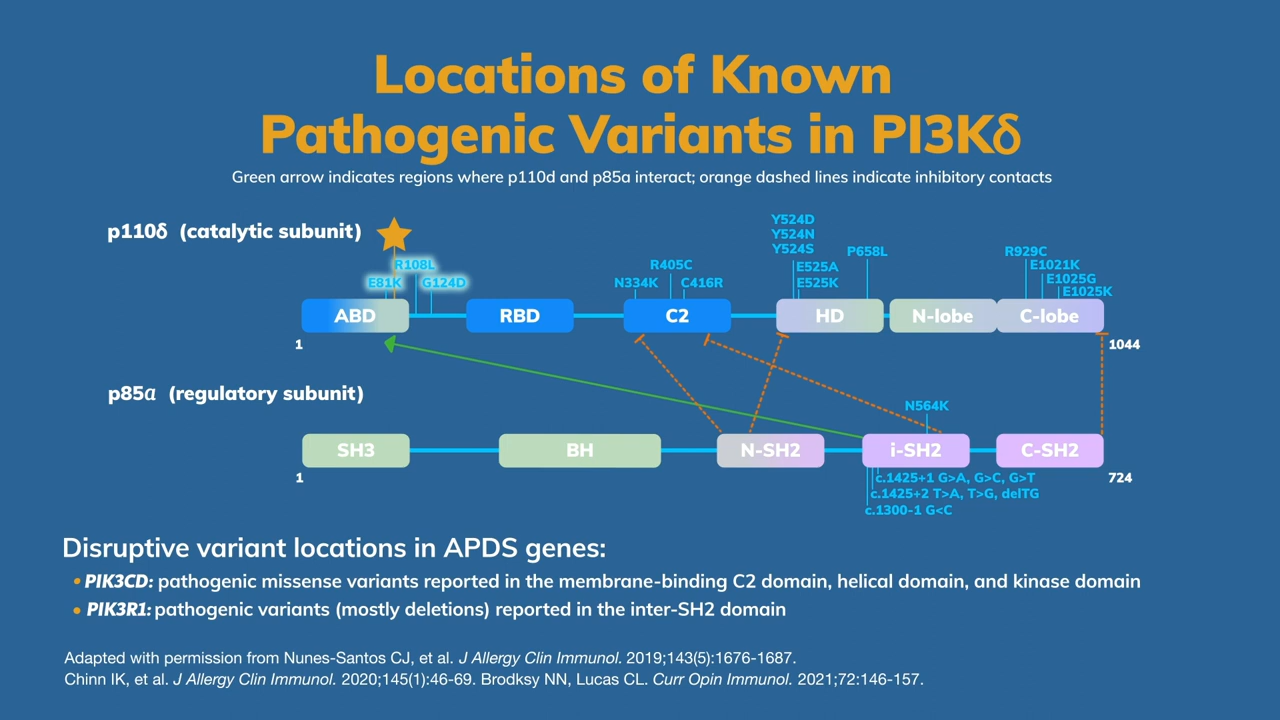 Locations of Known
Pathogenic Variants in PI3Kδ
Green arrow indicates regions where p110d and p85a interact; orange dashed lines indicate inhibitory contacts
p110δ (catalytic subunit)
Y524D
Y524N
Y524S
R108L
R405C
P658L
R929C
E81K
G124D
N334K
C416R
E525A
E525K
E1021K
E1025G
E1025K
ABD
RBD
C2
HD
N-lobe
C-lobe
1
1044
p85α (regulatory subunit)
N564K
SH3
BH
N-SH2
i-SH2
C-SH2
1
724
c.1425+1 G>A, G>C, G>T
c.1425+2 T>A, T>G, delTG
c.1300-1 G<C
Disruptive variant locations in APDS genes:
• PIK3CD: pathogenic missense variants reported in the membrane-binding C2 domain, helical domain, and kinase domain
• PIK3R1: pathogenic variants (mostly deletions) reported in the inter-SH2 domain
Adapted with permission from Nunes-Santos CJ, et al. J Allergy Clin Immunol. 2019;143(5):1676-1687.
Chinn IK, et al. J Allergy Clin Immunol. 2020;145(1):46-69. Brodksy NN, Lucas CL. Curr Opin Immunol. 2021;72:146-157.